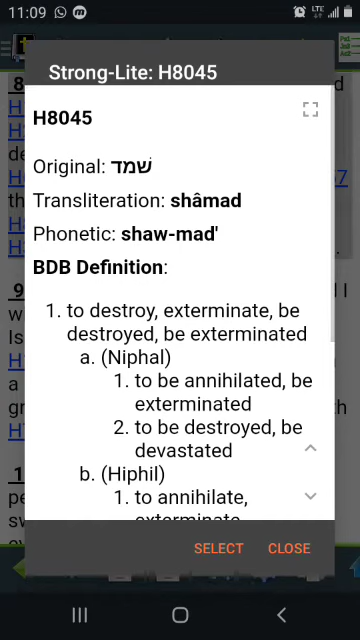 11:09
LTE
Strong-Lite: H8045
H8045
Original: שׁמד
Transliteration: shâmad
Phonetic: shaw-mad'
BDB Definition:
1. to destroy, exterminate, be
destroyed, be exterminated
a. (Niphal)
1. to be annihilated, be
exterminated
2. to be destroyed, be
devastated
b. (Hiphil)
1. to annihilate,
exterminate
SELECT
CLOSE